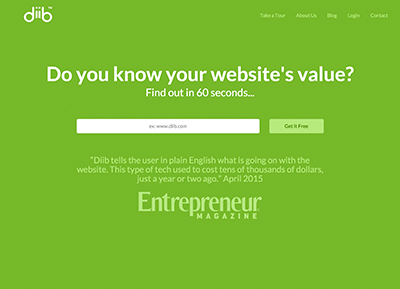 diib™
Take a Tour About Us Blog Login Contact
Do you know your website's value?
Find out in 60 seconds...
ex: www.diib.com Get it Free
"Diib tells the user in plain English what is going on with the
website. This type of tech used to cost tens of thousands of dollars,
just a year or two ago." April 2015
Entrepreneur
MAGAZINE